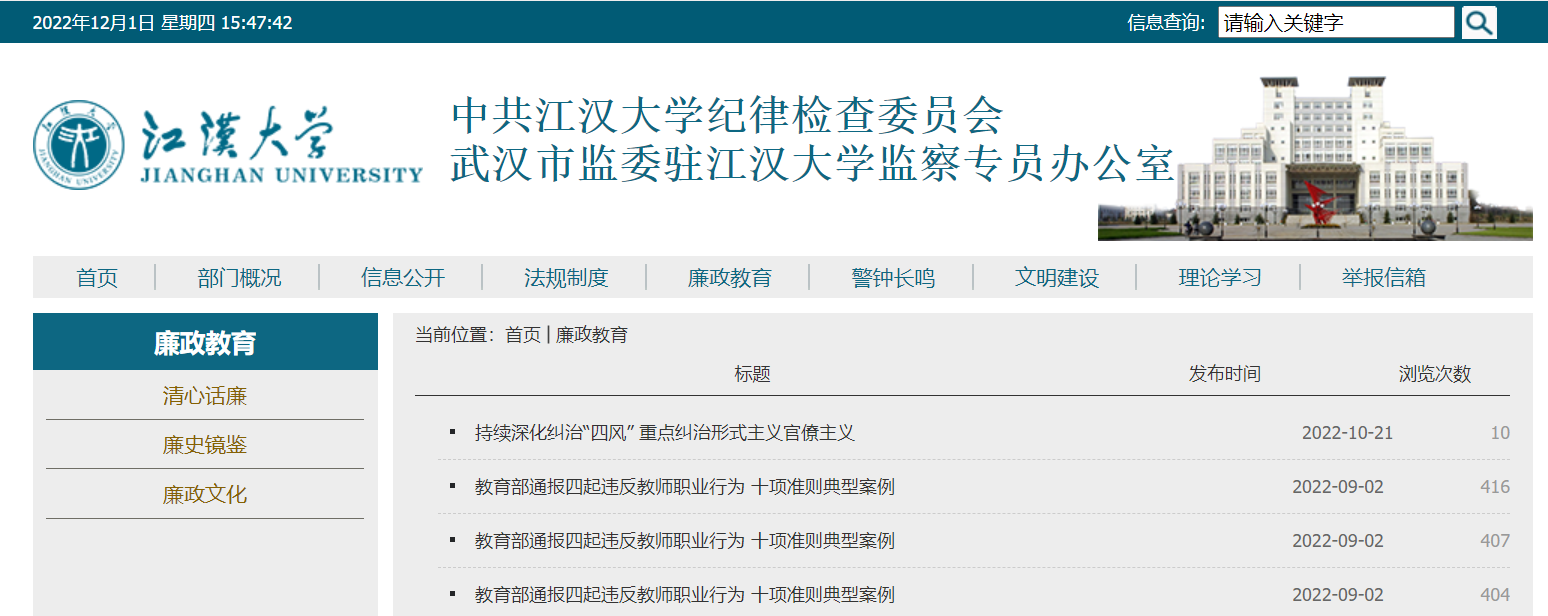 2022年12月1日 星期四 15:47:42
信息查询:
请输入关键字
江漢大学
JIANGHAN UNIVERSITY
中共江汉大学纪律检查委员会
武汉市监委驻江汉大学监察专员办公室
首页 部门概况 信息公开 法规制度 廉政教育 警钟长鸣 文明建设 理论学习 举报信箱
廉政教育
清心话廉
廉史镜鉴
廉政文化
当前位置：首页 | 廉政教育
标题 发布时间 浏览次数
持续深化纠治“四风” 重点纠治形式主义官僚主义 2022-10-21 10
教育部通报四起违反教师职业行为 十项准则典型案例 2022-09-02 416
教育部通报四起违反教师职业行为 十项准则典型案例 2022-09-02 407
教育部通报四起违反教师职业行为 十项准则典型案例 2022-09-02 404